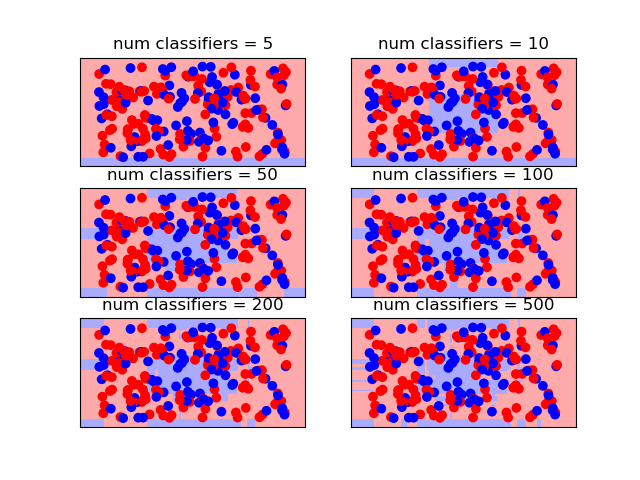 num classifiers = 5
num classifiers = 10
num classifiers = 50
num classifiers = 100
num classifiers = 200
num classifiers = 500